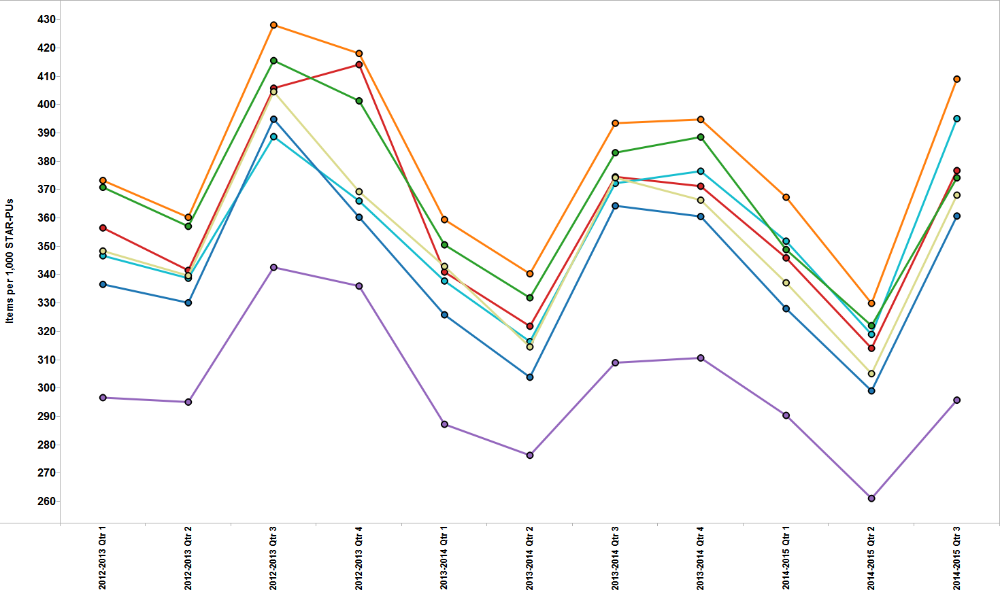 430
420
410
400
390
380
370
360
350
340
330
320
310
300
290
280
270
260
Items per 1,000 STAR-PUs
2012-2013 Qtr 1
2012-2013 Qtr 2
2012-2013 Qtr 3
2012-2013 Qtr 4
2013-2014 Qtr 1
2013-2014 Qtr 2
2013-2014 Qtr 3
2013-2014 Qtr 4
2014-2015 Qtr 1
2014-2015 Qtr 2
2014-2015 Qtr 3